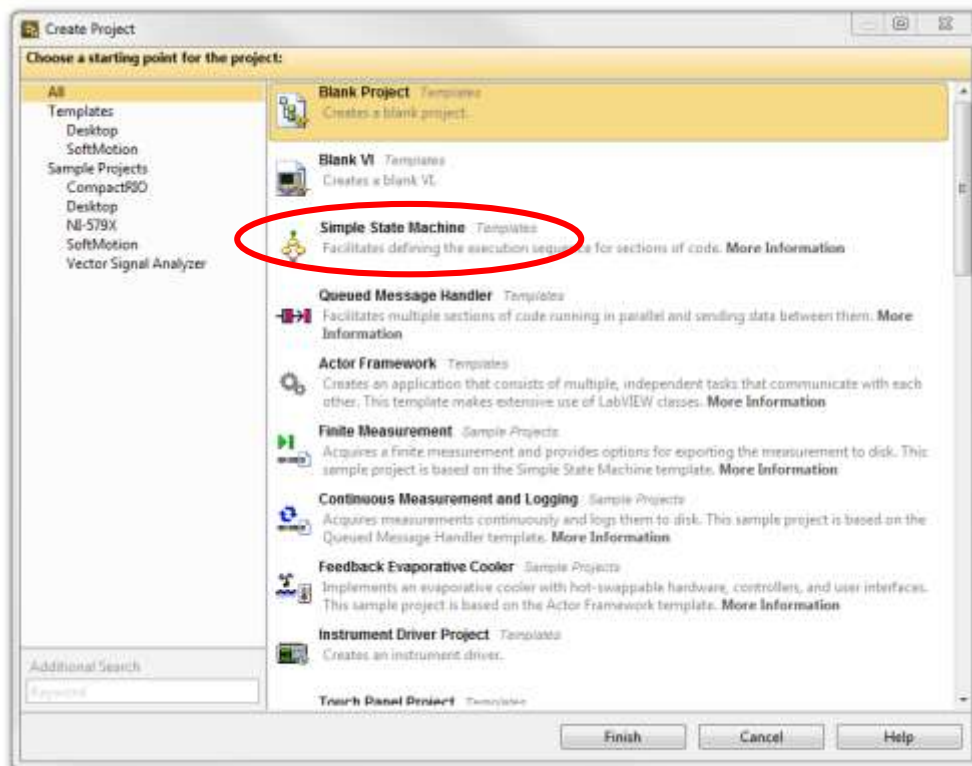 Create Project
Choose a starting point for the project:
All
Templates
Desktop
SoftMotion
Sample Projects
CompactRIO
Desktop
NI-579X
SoftMotion
Vector Signal Analyzer
Additional Search
Keyword
Blank Project Templates
Creates a blank project.
Blank VI Templates
Creates a blank VI.
Simple State Machine Templates
Facilitates defining the execution sequence for sections of code. More Information
Queued Message Handler Templates
Facilitates multiple sections of code running in parallel and sending data between them. More
Information
Actor Framework Templates
Creates an application that consists of multiple, independent tasks that communicate with each
other. This template makes extensive use of LabVIEW classes. More Information
Finite Measurement Sample Projects
Acquires a finite measurement and provides options for exporting the measurement to disk. This
sample project is based on the Simple State Machine template. More Information
Continuous Measurement and Logging Sample Projects
Acquires measurements continuously and logs them to disk. This sample project is based on the
Queued Message Handler template. More Information
Feedback Evaporative Cooler Sample Projects
Implements an evaporative cooler with hot-swappable hardware, controllers, and user interfaces.
This sample project is based on the Actor Framework template. More Information
Instrument Driver Project Templates
Creates an instrument driver.
Touch Panel Project Templates
Finish
Cancel
Help